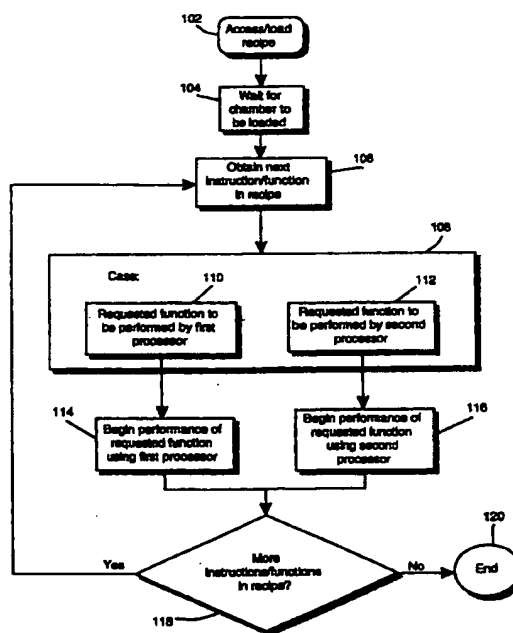 102
Access/load
recipe
104
Wait for
chamber to
be loaded
106
Obtain next
instruction/function
in recipe
108
Case:
110
Requested function to
be performed by first
processor
112
Requested function to
be performed by second
processor
114
Begin performance of
requested function
using first processor
116
Begin performance of
requested function
using second
processor
Yes
More
instructions/functions
in recipe?
No
118
120
End